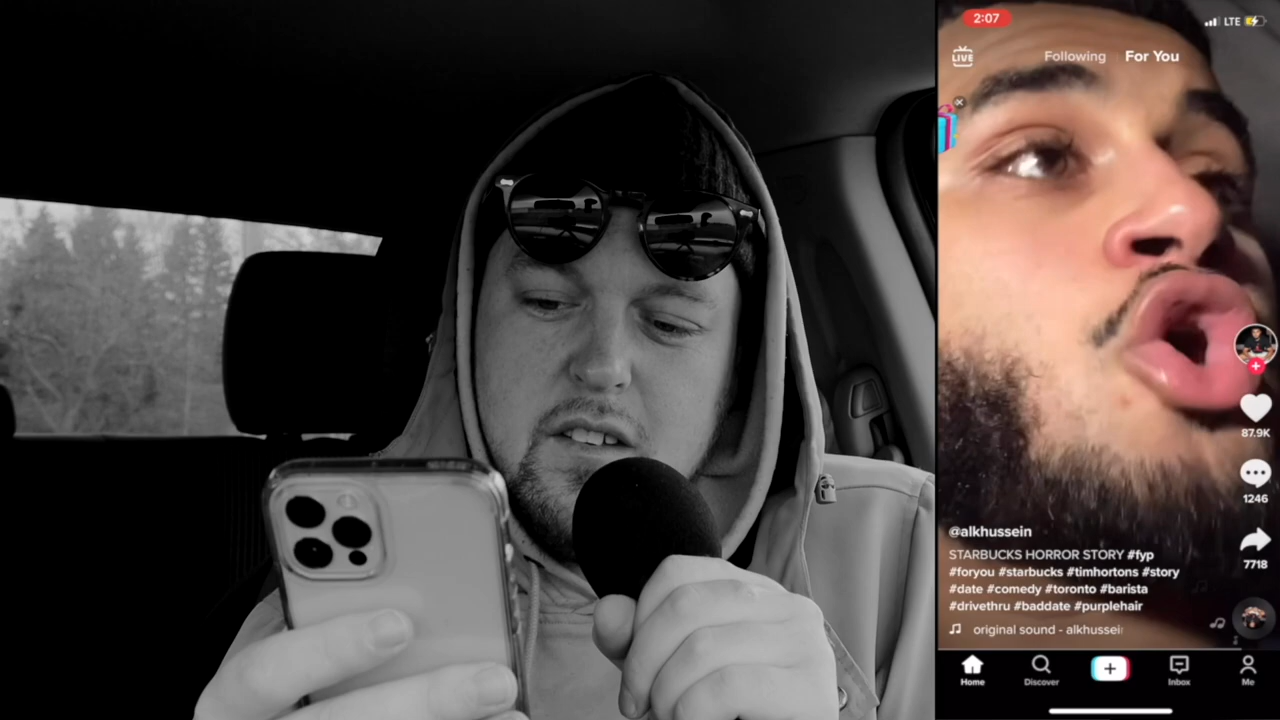 2:07
LTE
LIVE
Following For You
87.9K
1246
7718
@alkhussein
STARBUCKS HORROR STORY #fyp
#foryou #starbucks #timhortons #story
#date #comedy #toronto #barista
#drivethru #baddate #purplehair
original sound - alkhussein
Home Discover Inbox Me